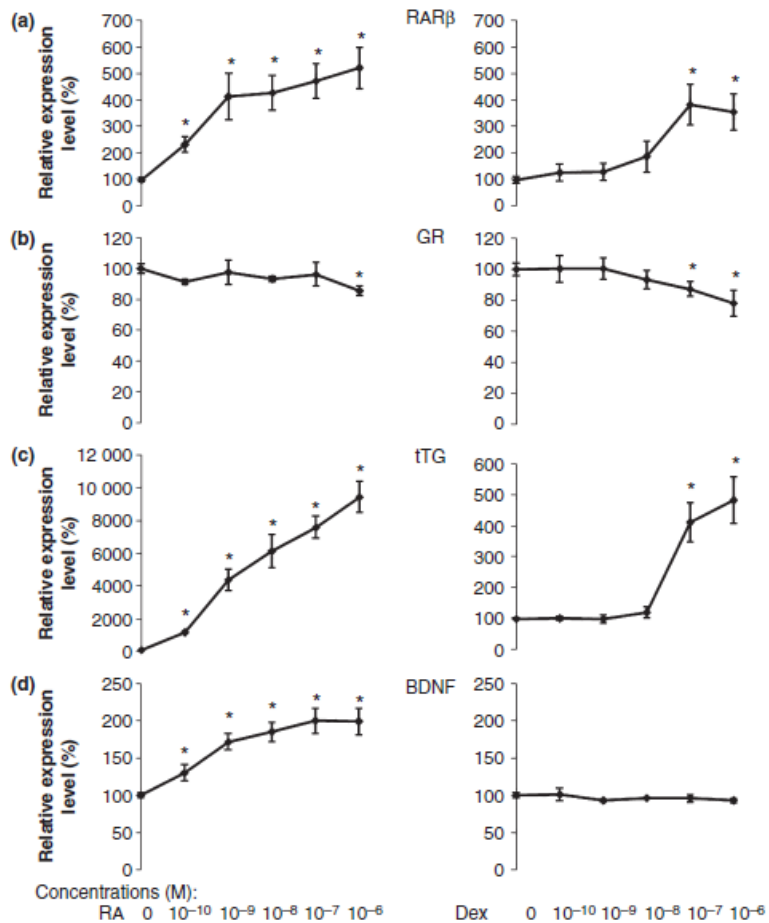 (a)
Relative expression
level (%)
700
600
500
400
300
200
100
0
* * * * *
RARβ
700
600
500
400
300
200
100
0
* *
(b)
Relative expression
level (%)
120
100
80
60
40
20
0
*
GR
120
100
80
60
40
20
0
* *
(c)
Relative expression
level (%)
12 000
10 000
8000
6000
4000
2000
0
* * * * *
tTG
600
500
400
300
200
100
0
* *
(d)
Relative expression
level (%)
250
200
150
100
50
0
* * * * *
BDNF
250
200
150
100
50
0
Concentrations (M):
RA 0 10⁻¹⁰ 10⁻⁹ 10⁻⁸ 10⁻⁷ 10⁻⁶
Dex 0 10⁻¹⁰ 10⁻⁹ 10⁻⁸ 10⁻⁷ 10⁻⁶